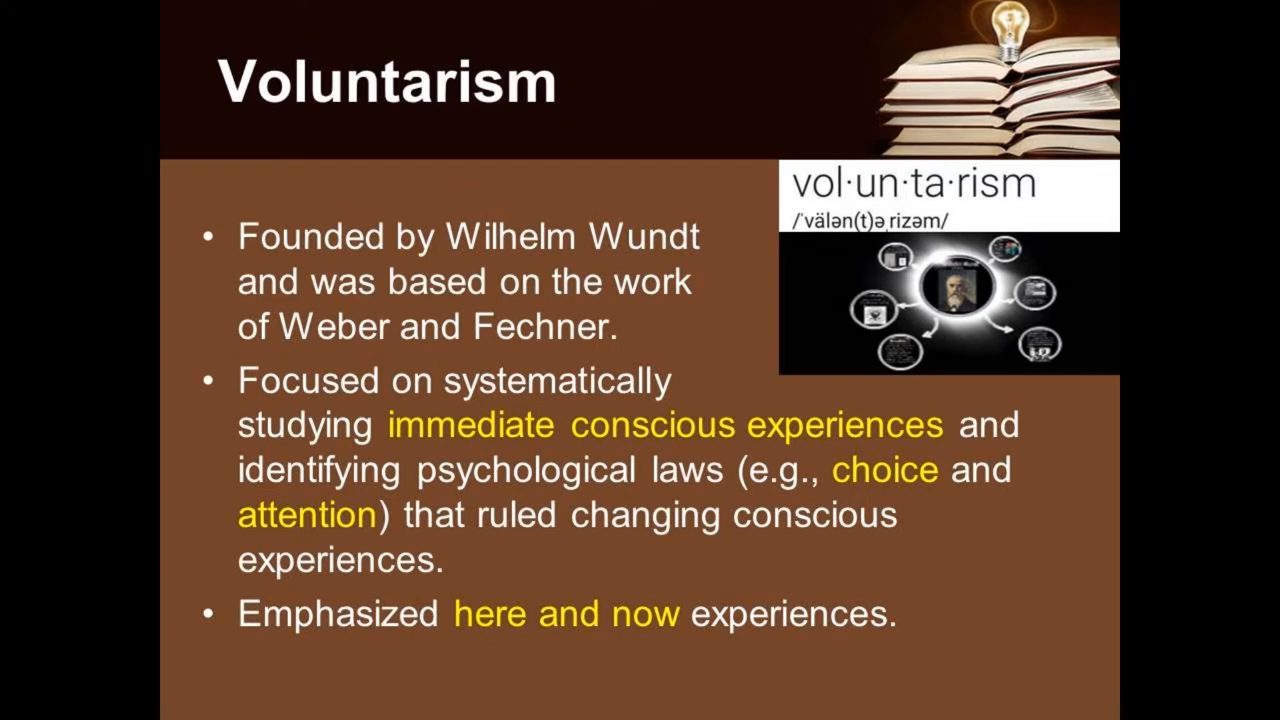 Voluntarism
vol·un·ta·rism
/ˈvälən(t)əˌrizəm/
• Founded by Wilhelm Wundt
and was based on the work
of Weber and Fechner.
• Focused on systematically
studying immediate conscious experiences and
identifying psychological laws (e.g., choice and
attention) that ruled changing conscious
experiences.
• Emphasized here and now experiences.